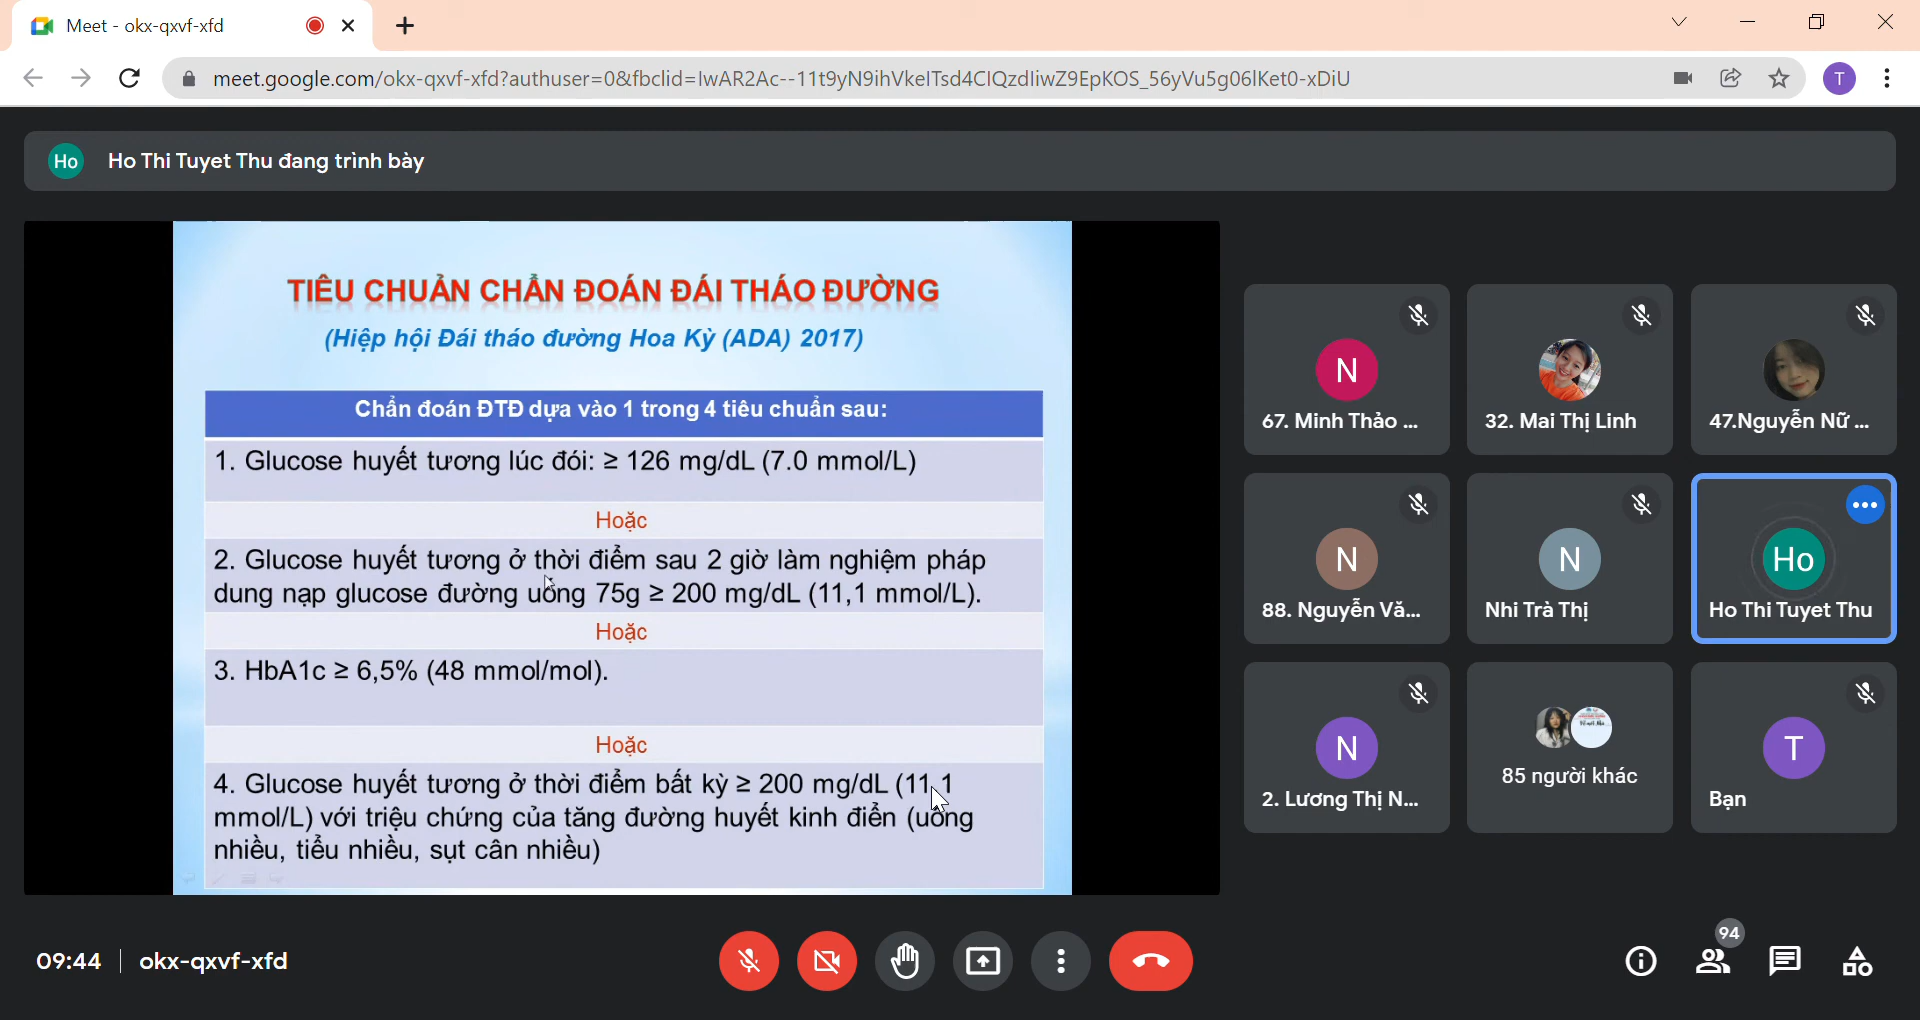 Meet - okx-qxvf-xfd
meet.google.com/okx-qxvf-xfd?authuser=0&fbclid=IwAR2Ac--11t9yN9ihVkeITsd4CIQzdIiwZ9EpKOS_56yVu5g06lKet0-xDiU
T
Ho
Ho Thi Tuyet Thu đang trình bày
TIÊU CHUẨN CHẨN ĐOÁN ĐÁI THÁO ĐƯỜNG
(Hiệp hội Đái tháo đường Hoa Kỳ (ADA) 2017)
Chẩn đoán ĐTĐ dựa vào 1 trong 4 tiêu chuẩn sau:
1. Glucose huyết tương lúc đói: ≥ 126 mg/dL (7.0 mmol/L)
Hoặc
2. Glucose huyết tương ở thời điểm sau 2 giờ làm nghiệm pháp
dung nạp glucose đường uống 75g ≥ 200 mg/dL (11,1 mmol/L).
Hoặc
3. HbA1c ≥ 6,5% (48 mmol/mol).
Hoặc
4. Glucose huyết tương ở thời điểm bất kỳ ≥ 200 mg/dL (11,1
mmol/L) với triệu chứng của tăng đường huyết kinh điển (uống
nhiều, tiểu nhiều, sụt cân nhiều)
N
67. Minh Thảo ...
32. Mai Thị Linh
47.Nguyễn Nữ ...
N
88. Nguyễn Vă...
N
Nhi Trà Thị
Ho
Ho Thi Tuyet Thu
N
2. Lương Thị N...
85 người khác
T
Bạn
09:44
okx-qxvf-xfd
94